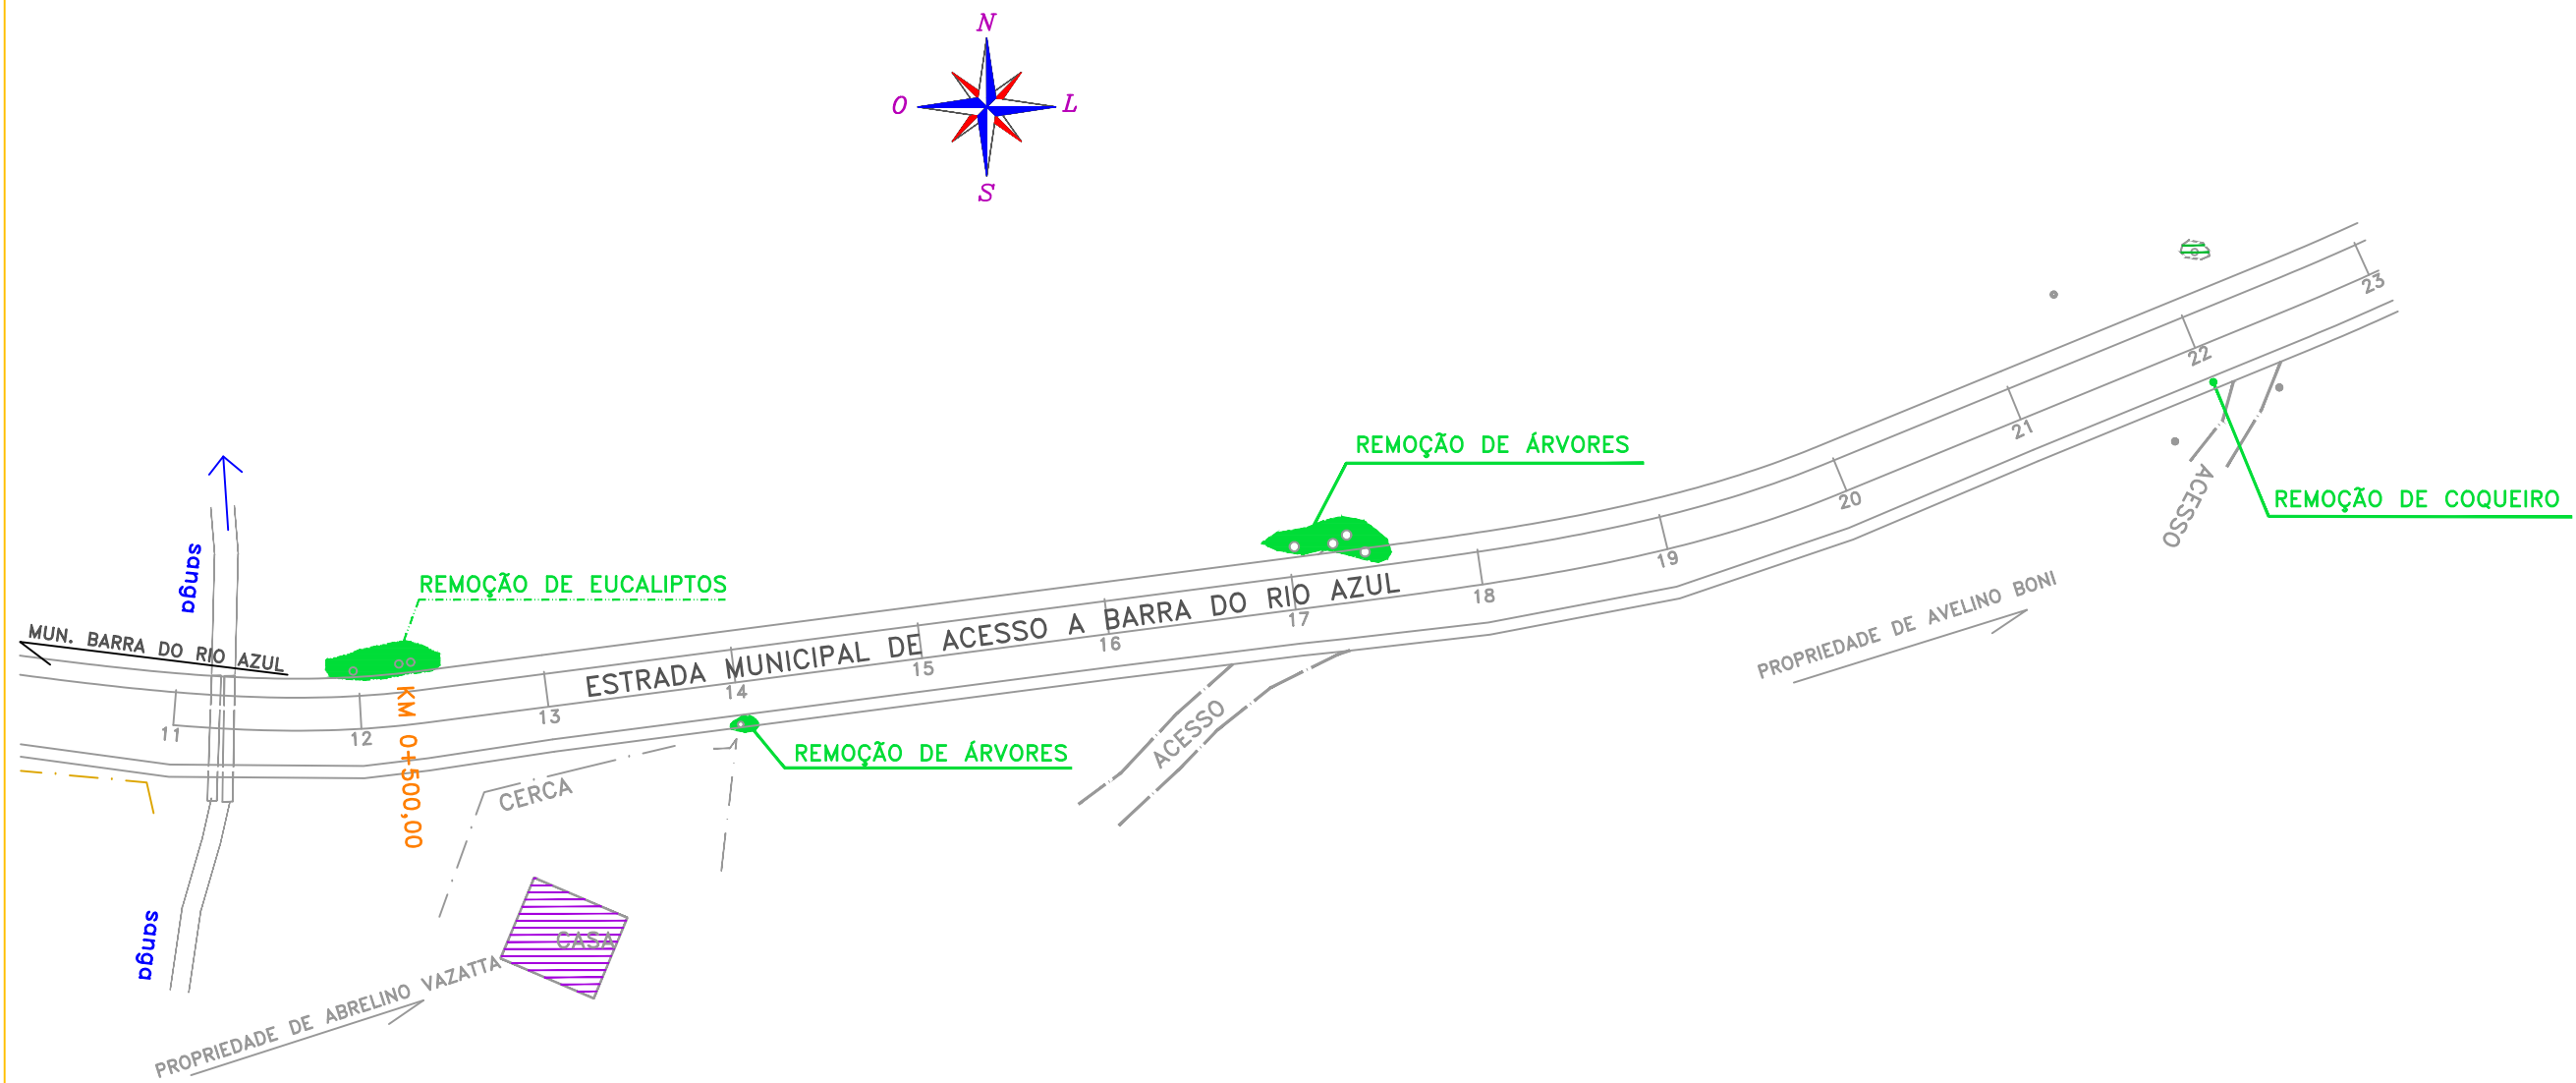 N
O
L
S
REMOÇÃO DE ÁRVORES
REMOÇÃO DE COQUEIRO
REMOÇÃO DE EUCALIPTOS
REMOÇÃO DE ÁRVORES
sanga
sanga
MUN. BARRA DO RIO AZUL
ESTRADA MUNICIPAL DE ACESSO A BARRA DO RIO AZUL
11
12
13
14
15
16
17
18
19
20
21
22
23
KM 0+500,00
CERCA
CASA
ACESSO
ACESSO
PROPRIEDADE DE AVELINO BONI
PROPRIEDADE DE ABRELINO VAZATTA